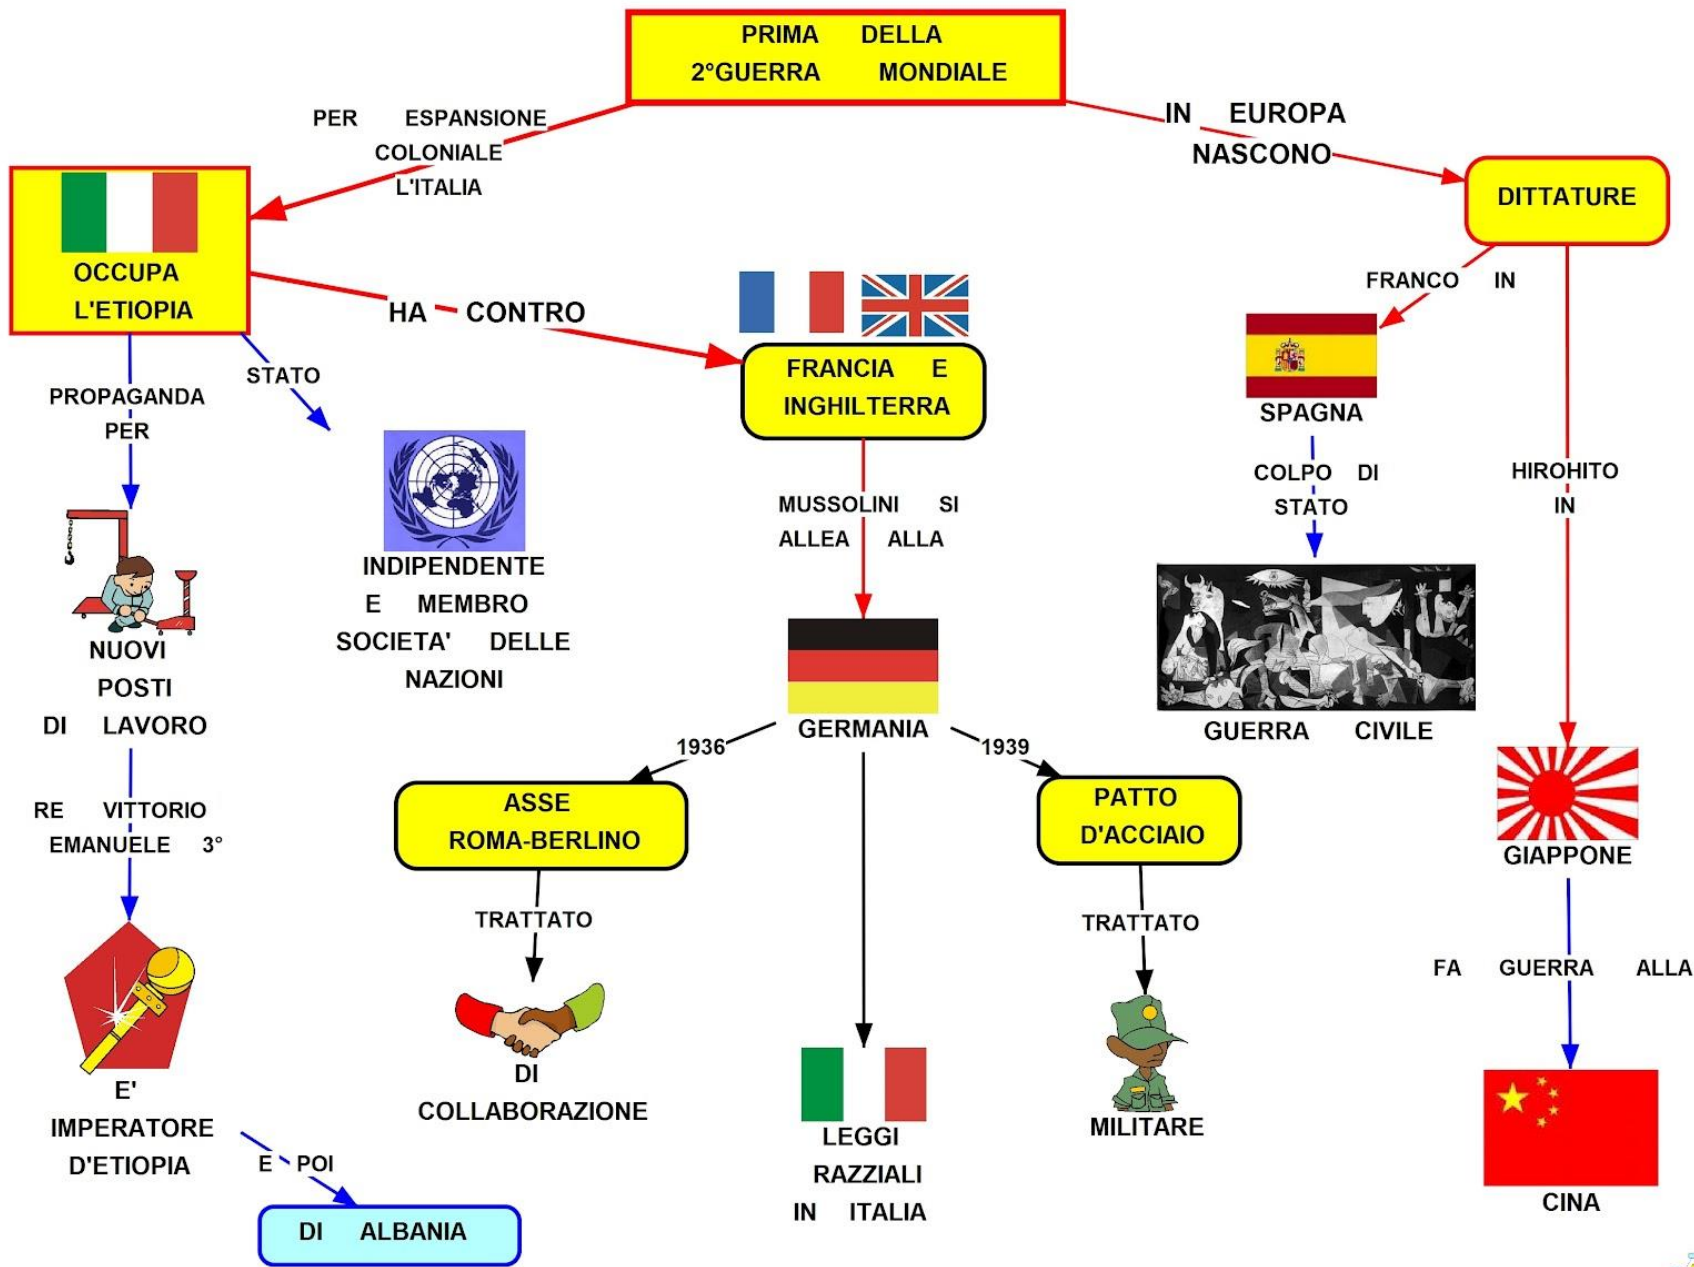 PRIMA DELLA
2°GUERRA MONDIALE
PER ESPANSIONE
COLONIALE
L'ITALIA
IN EUROPA
NASCONO
DITTATURE
OCCUPA
L'ETIOPIA
HA CONTRO
FRANCIA E
INGHILTERRA
FRANCO IN
SPAGNA
COLPO DI
STATO
GUERRA CIVILE
HIROHITO
IN
GIAPPONE
FA GUERRA ALLA
CINA
PROPAGANDA
PER
NUOVI
POSTI
DI LAVORO
RE VITTORIO
EMANUELE 3°
E'
IMPERATORE
D'ETIOPIA
E POI
DI ALBANIA
STATO
INDIPENDENTE
E MEMBRO
SOCIETA' DELLE
NAZIONI
MUSSOLINI SI
ALLEA ALLA
GERMANIA
1936
ASSE
ROMA-BERLINO
TRATTATO
DI
COLLABORAZIONE
LEGGI
RAZZIALI
IN ITALIA
1939
PATTO
D'ACCIAIO
TRATTATO
MILITARE